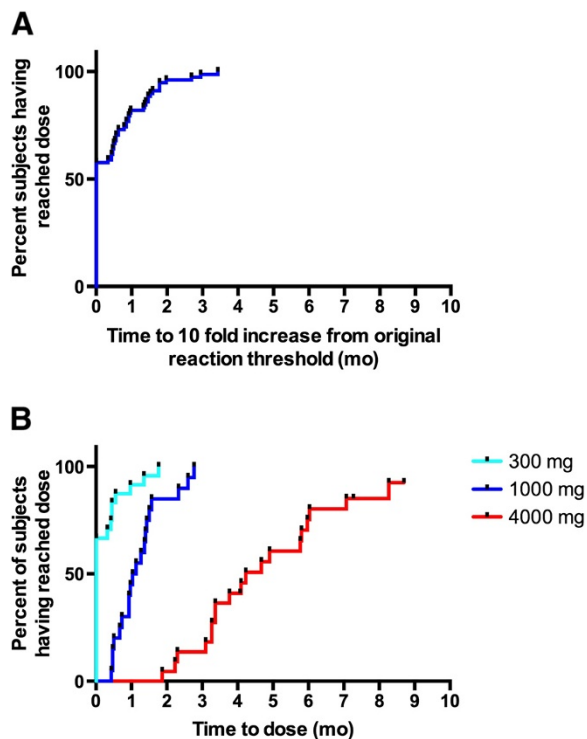 A
Percent subjects having
reached dose
100
50
0
0 1 2 3 4 5 6 7 8 9 10
Time to 10 fold increase from original
reaction threshold (mo)
B
Percent of subjects
having reached dose
100
50
0
0 1 2 3 4 5 6 7 8 9 10
Time to dose (mo)
300 mg
1000 mg
4000 mg